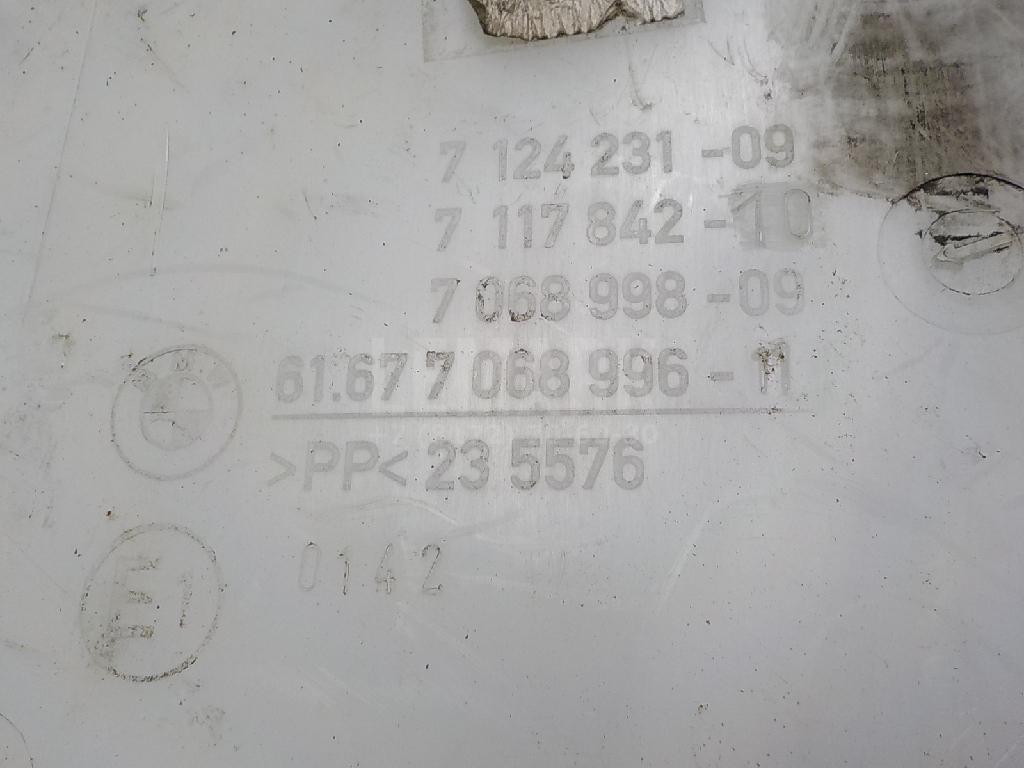 7 124 231 -09
7 117 842 -10
7 068 998 -09
61.67 7 068 996 - 11
>PP< 23 5576
0142
E1